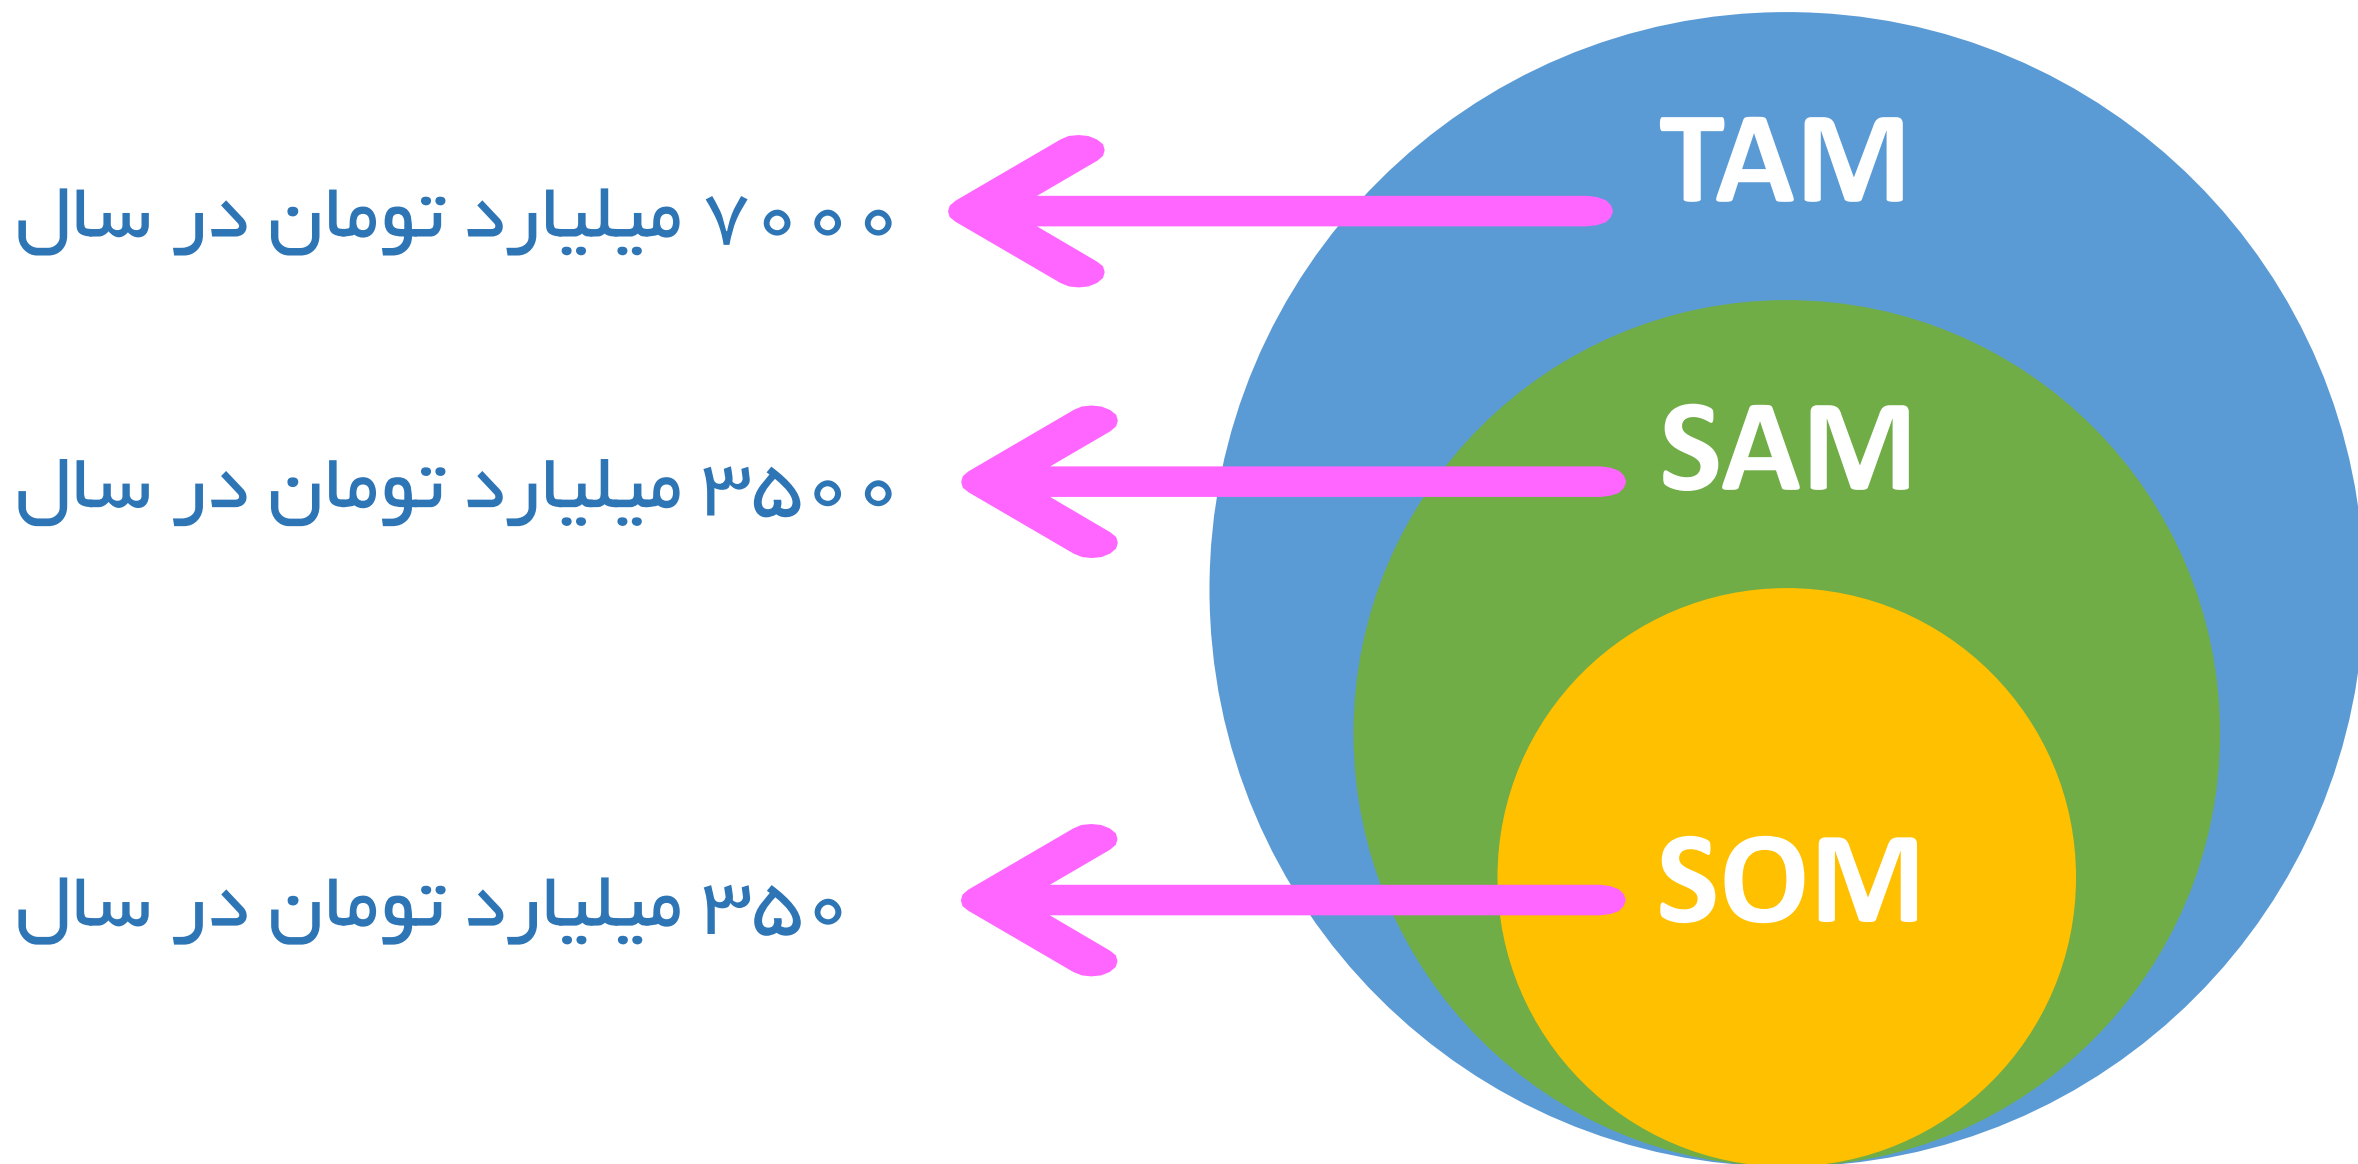 TAM
۷۰۰۰ میلیارد تومان در سال
SAM
۳۵۰۰ میلیارد تومان در سال
SOM
۳۵۰ میلیارد تومان در سال